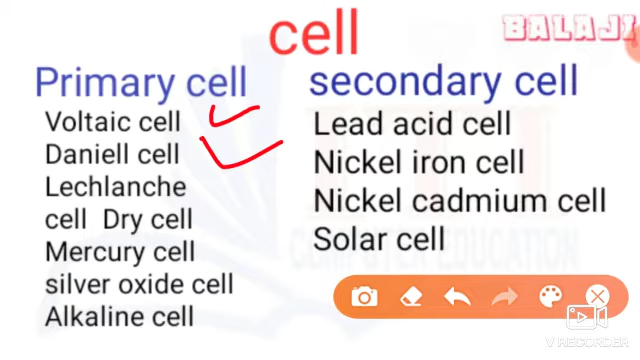 cell
BALAJI
Primary cell
Voltaic cell
Daniell cell
Lechlanche
cell Dry cell
Mercury cell
silver oxide cell
Alkaline cell
secondary cell
Lead acid cell
Nickel iron cell
Nickel cadmium cell
Solar cell
COMPUTER EDUCATION
V RECORDER